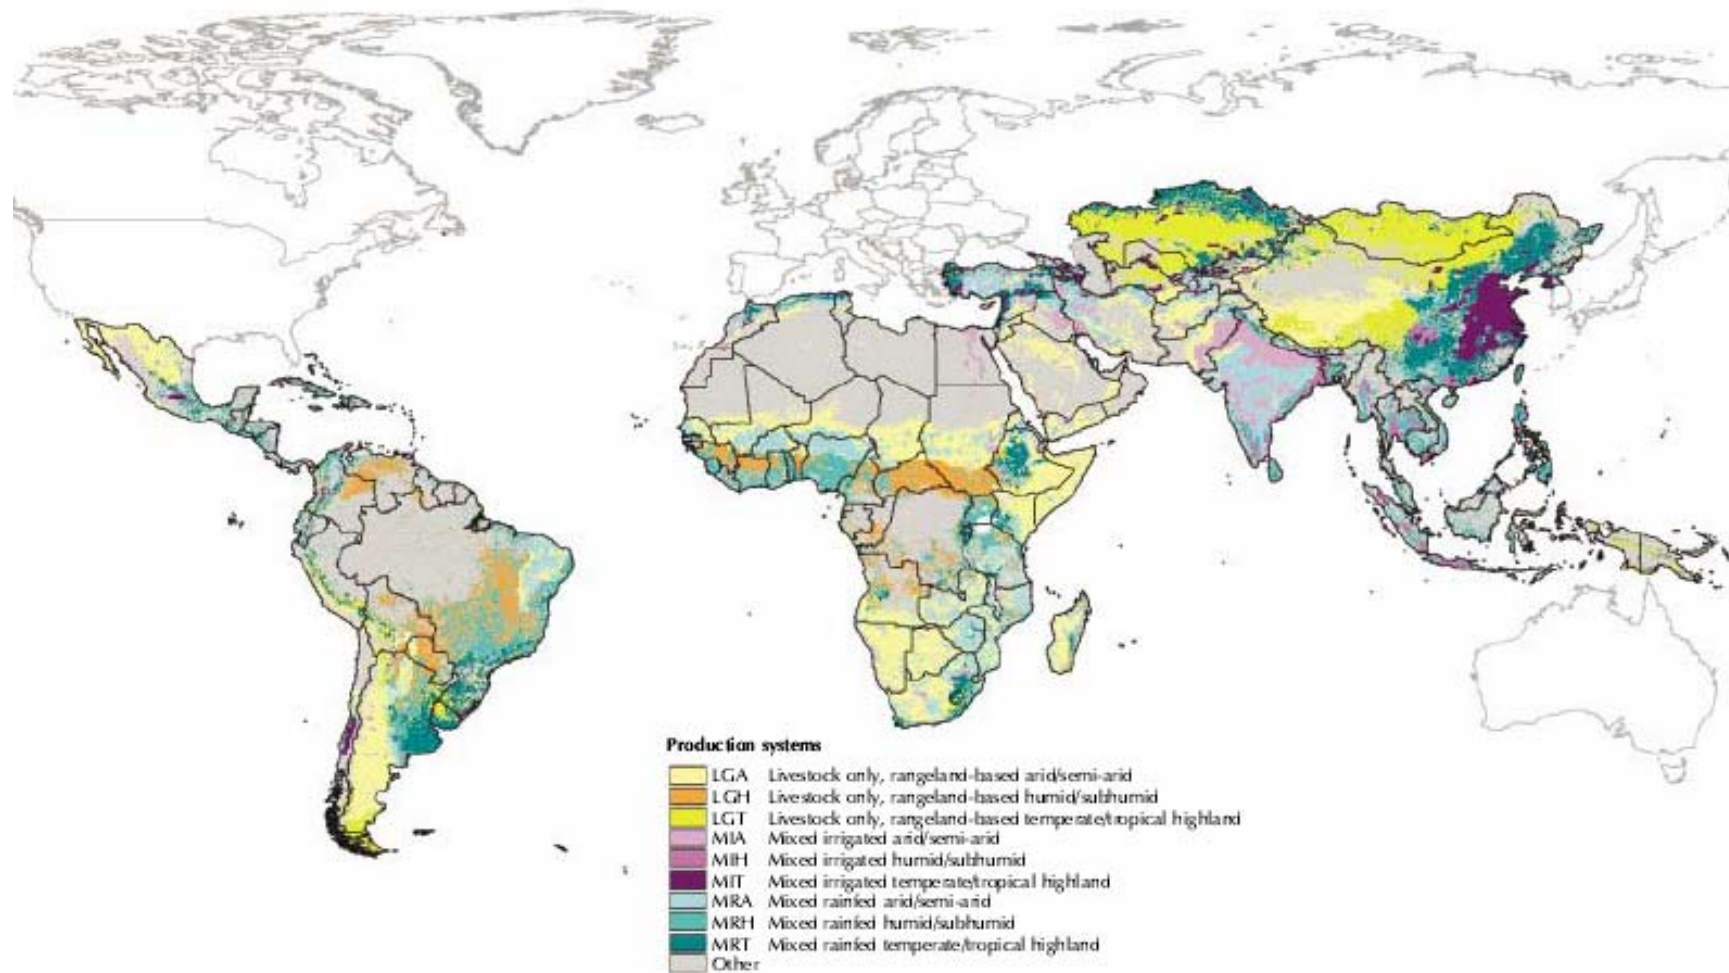 Production systems
LGA Livestock only, rangeland-based arid/semi-arid
LGH Livestock only, rangeland-based humid/subhumid
LGT Livestock only, rangeland-based temperate/tropical highland
MIA Mixed irrigated arid/semi-arid
MIH Mixed irrigated humid/subhumid
MIT Mixed irrigated temperate/tropical highland
MRA Mixed rainfed arid/semi-arid
MRH Mixed rainfed humid/subhumid
MRT Mixed rainfed temperate/tropical highland
Other